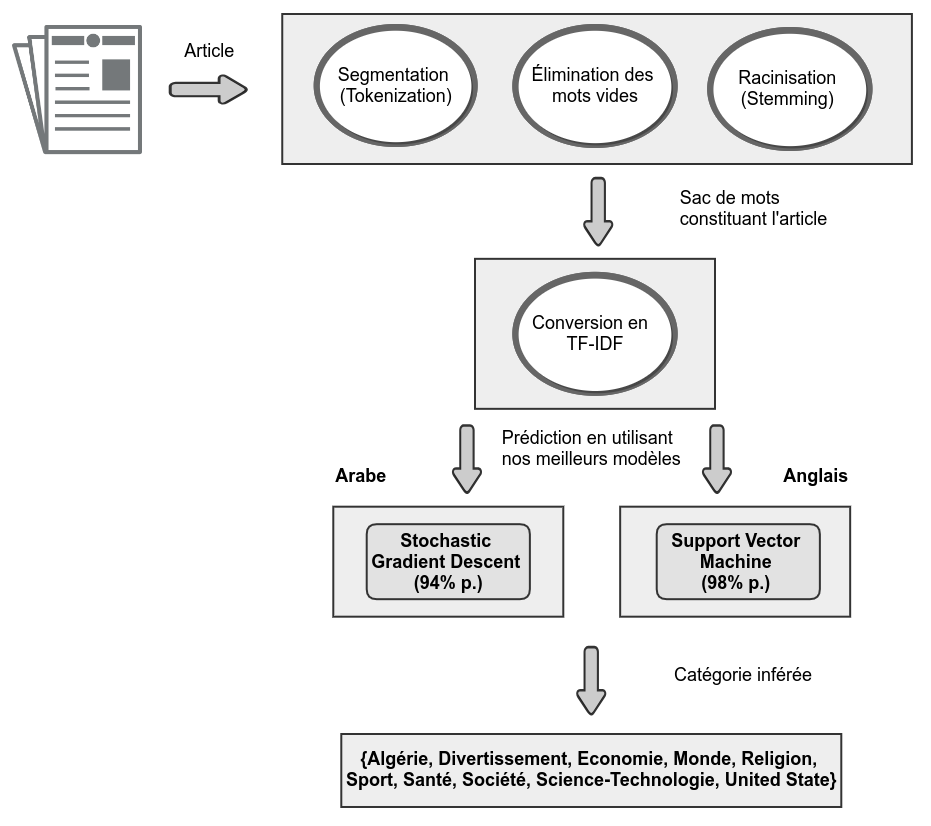 Article
Segmentation
(Tokenization)
Élimination des
mots vides
Racinisation
(Stemming)
Sac de mots
constituant l'article
Conversion en
TF-IDF
Prédiction en utilisant
nos meilleurs modèles
Arabe
Anglais
Stochastic
Gradient Descent
(94% p.)
Support Vector
Machine
(98% p.)
Catégorie inférée
{Algérie, Divertissement, Economie, Monde, Religion,
Sport, Santé, Société, Science-Technologie, United State}